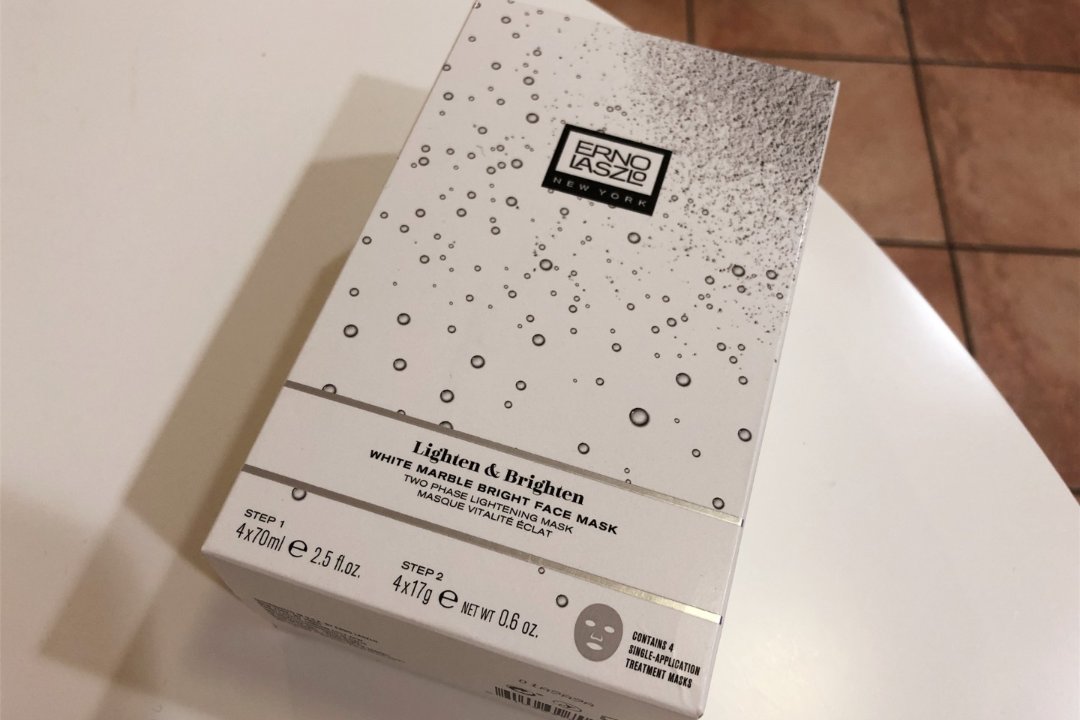 ERNO
LASZLO
NEW YORK
Lighten & Brighten
WHITE MARBLE BRIGHT FACE MASK
TWO PHASE LIGHTENING MASK
MASQUE VITALITÉ ÉCLAT
STEP 1
4x70ml ℮ 2.5 fl.oz.
STEP 2
4x17g ℮ NET WT 0.6 oz.
CONTAINS 4
SINGLE-APPLICATION
TREATMENT MASKS